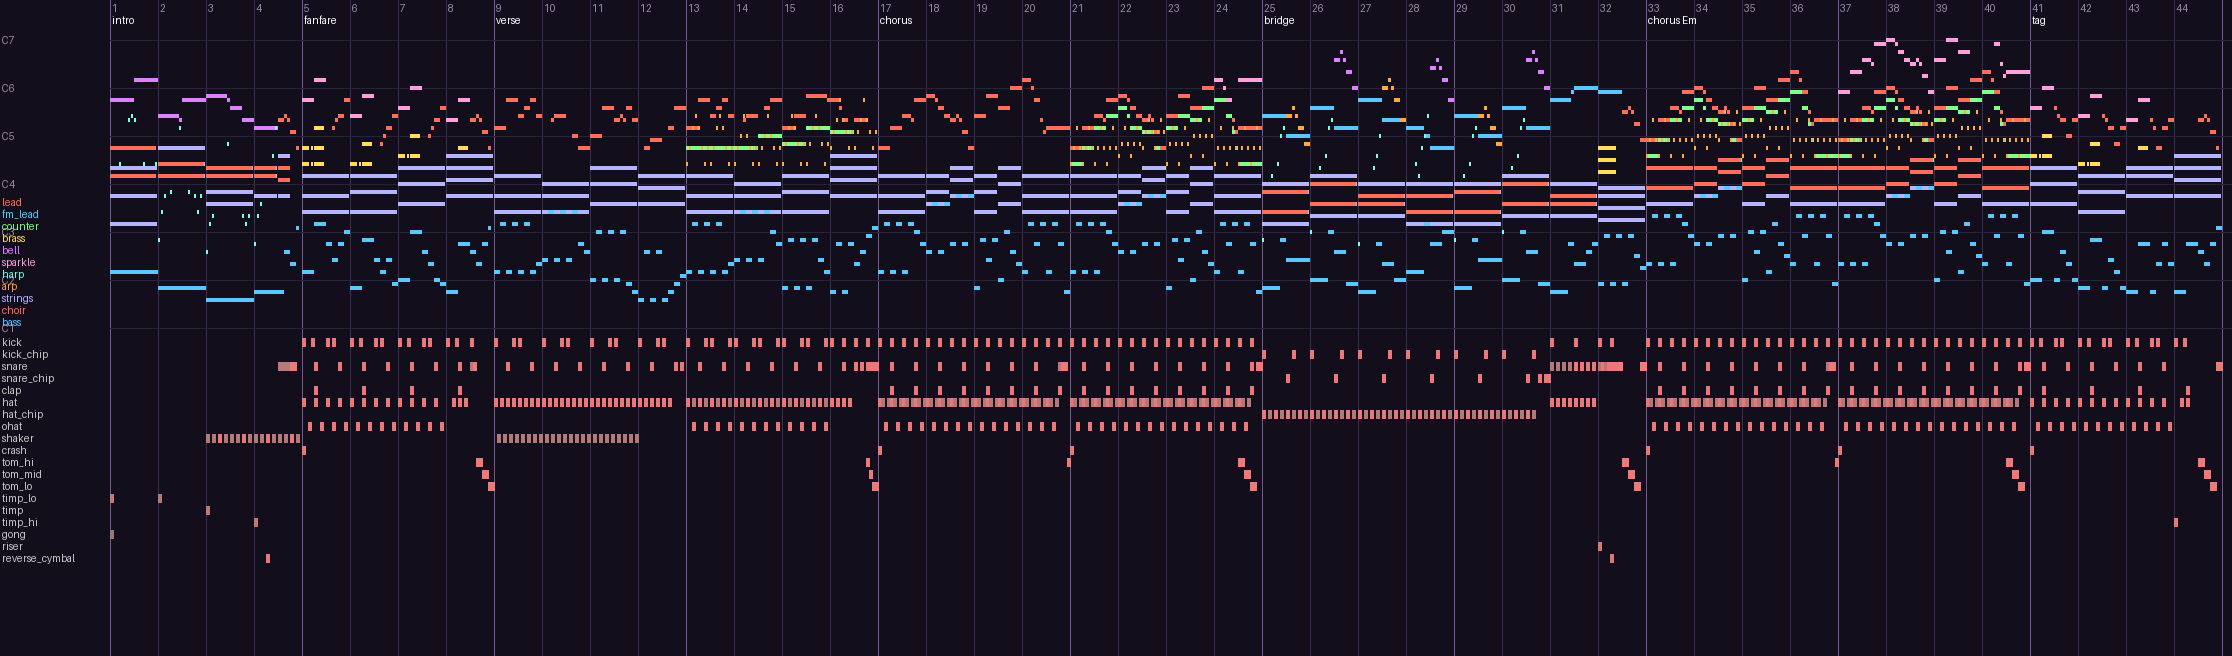 1 2 3 4 5 6 7 8 9 10 11 12 13 14 15 16 17 18 19 20 21 22 23 24 25 26 27 28 29 30 31 32 33 34 35 36 37 38 39 40 41 42 43 44
intro fanfare verse chorus bridge chorus Em tag
C7
C6
C5
C4
lead
fm_lead
counter
C3
brass
bell
sparkle
harp
C2
arp
strings
choir
bass
C1
kick
kick_chip
snare
snare_chip
clap
hat
hat_chip
ohat
shaker
crash
tom_hi
tom_mid
tom_lo
timp_lo
timp
timp_hi
gong
riser
reverse_cymbal